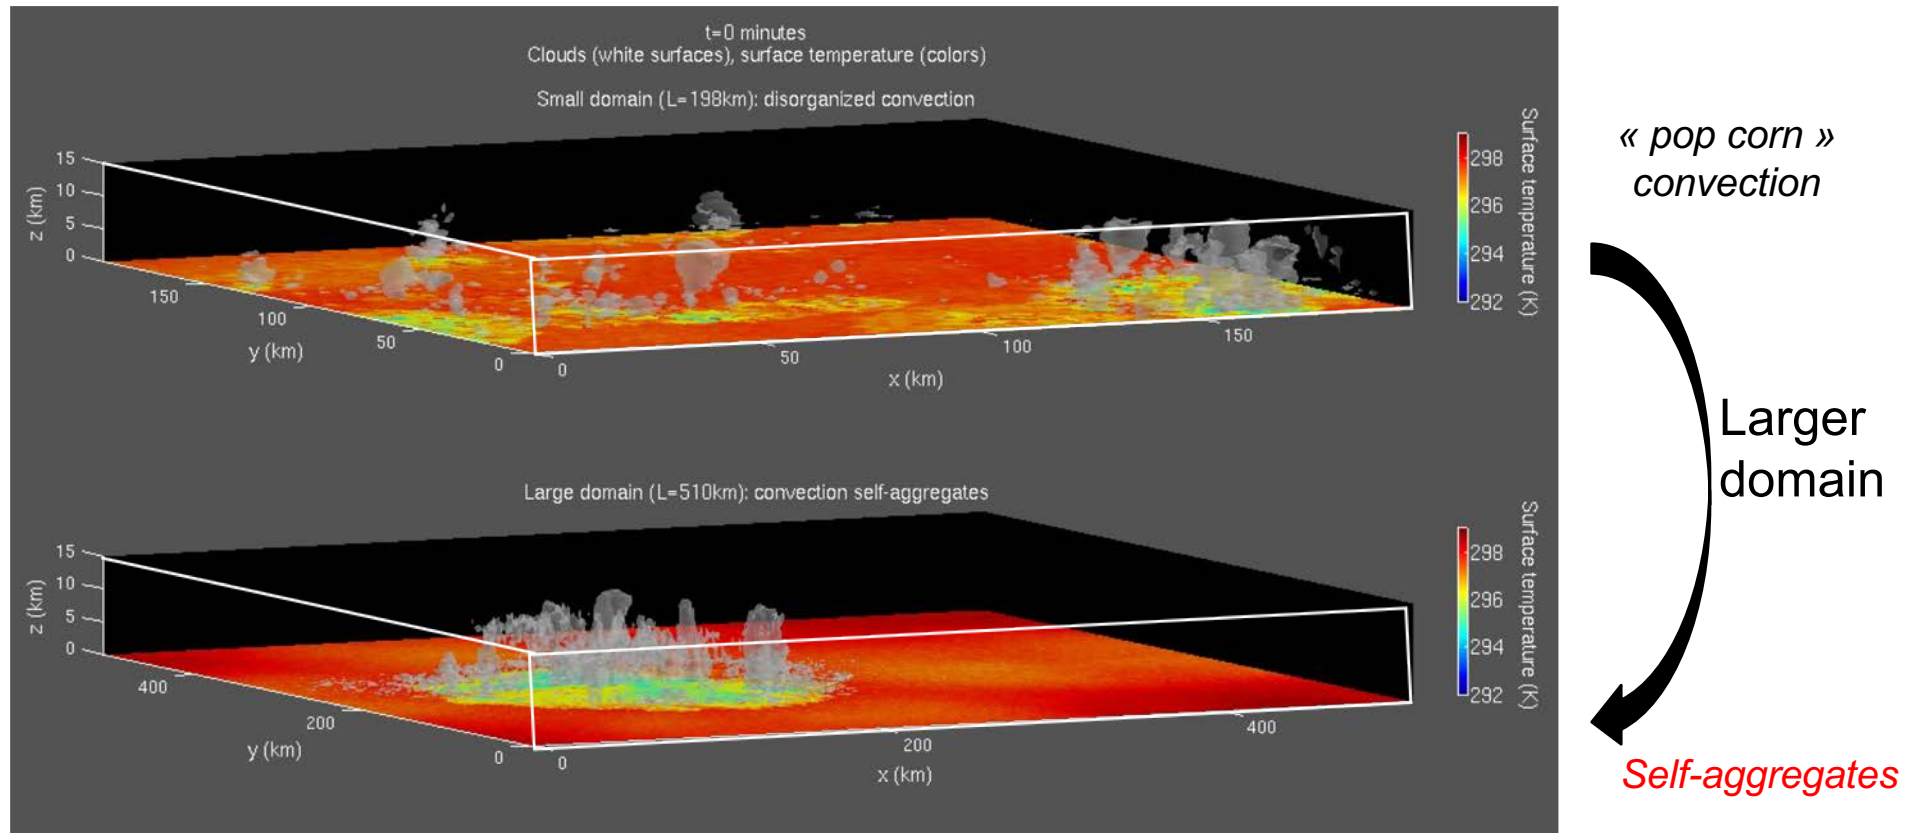 t=0 minutes
Clouds (white surfaces), surface temperature (colors)
Small domain (L=198km): disorganized convection
15
10
5
0
z (km)
150
100
50
0
y (km)
0
50
100
150
x (km)
298
296
294
292
Surface temperature (K)
« pop corn »
convection
Larger
domain
Large domain (L=510km): convection self-aggregates
15
10
5
0
z (km)
400
200
0
y (km)
0
200
400
x (km)
298
296
294
292
Surface temperature (K)
Self-aggregates